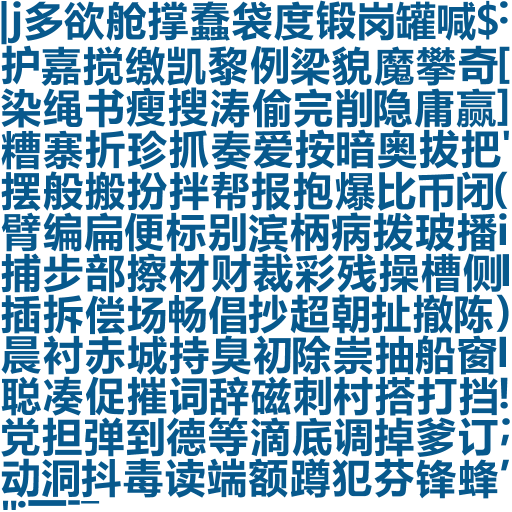 |j多欲舱撑蠢袋度锻岗罐喊$:
护嘉搅缴凯黎例梁貌魔攀奇[
染绳书瘦搜涛偷完削隐庸赢]
糟寨折珍抓奏爱按暗奥拔把'
摆般搬扮拌帮报抱爆比币闭(
臂编扁便标别滨柄病拨玻播i
捕步部擦材财裁彩残操槽侧l
插拆偿场畅倡抄超朝扯撤陈)
晨衬赤城持臭初除崇抽船窗I
聪凑促摧词辞磁刺村搭打挡!
党担弹到德等滴底调掉爹订;
动洞抖毒读端额蹲犯芬锋蜂'